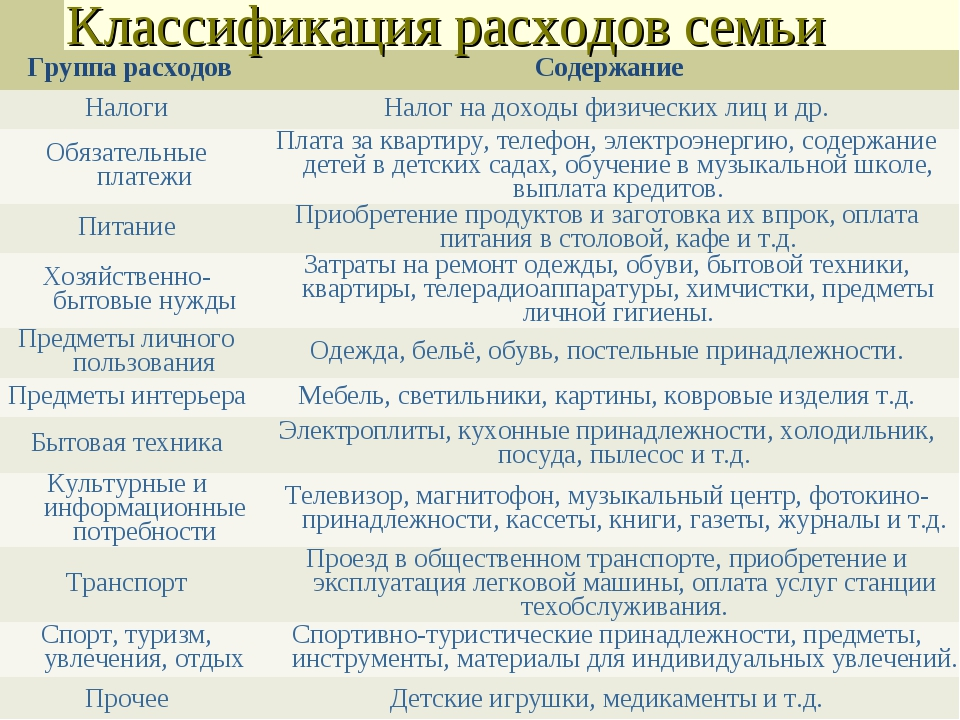 Классификация расходов семьи
Группа расходов Содержание
Налоги Налог на доходы физических лиц и др.
Обязательные
платежи
Плата за квартиру, телефон, электроэнергию, содержание
детей в детских садах, обучение в музыкальной школе,
выплата кредитов.
Питание
Приобретение продуктов и заготовка их впрок, оплата
питания в столовой, кафе и т.д.
Хозяйственно-
бытовые нужды
Затраты на ремонт одежды, обуви, бытовой техники,
квартиры, телерадиоаппаратуры, химчистки, предметы
личной гигиены.
Предметы личного
пользования
Одежда, бельё, обувь, постельные принадлежности.
Предметы интерьера Мебель, светильники, картины, ковровые изделия т.д.
Бытовая техника
Электроплиты, кухонные принадлежности, холодильник,
посуда, пылесос и т.д.
Культурные и
информационные
потребности
Телевизор, магнитофон, музыкальный центр, фотокино-
принадлежности, кассеты, книги, газеты, журналы и т.д.
Транспорт
Проезд в общественном транспорте, приобретение и
эксплуатация легковой машины, оплата услуг станции
техобслуживания.
Спорт, туризм,
увлечения, отдых
Спортивно-туристические принадлежности, предметы,
инструменты, материалы для индивидуальных увлечений.
Прочее Детские игрушки, медикаменты и т.д.